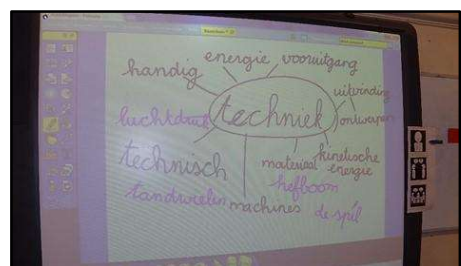 energie vooruitgang
handig
uitvinding
luchtdruk techniek ontwerpen
technisch materiaal kinetische energie
hefboom
tandwielen machines de spil